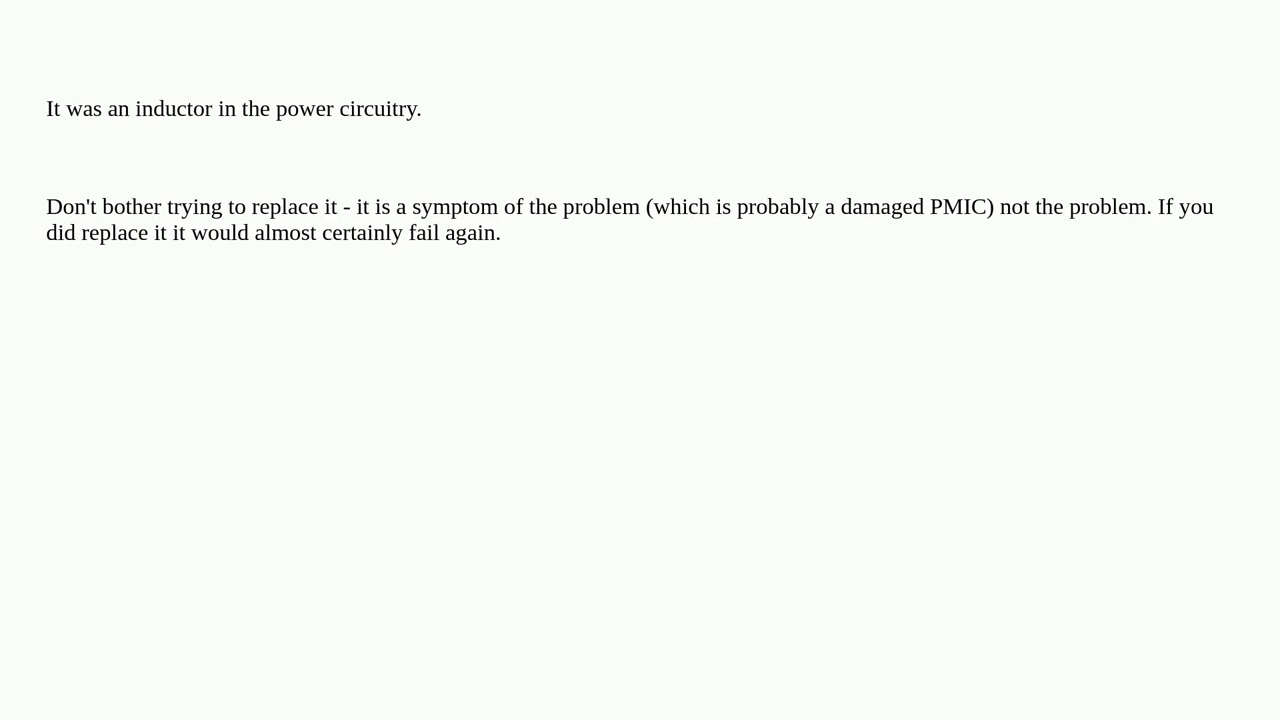 It was an inductor in the power circuitry.
Don't bother trying to replace it - it is a symptom of the problem (which is probably a damaged PMIC) not the problem. If you
did replace it it would almost certainly fail again.